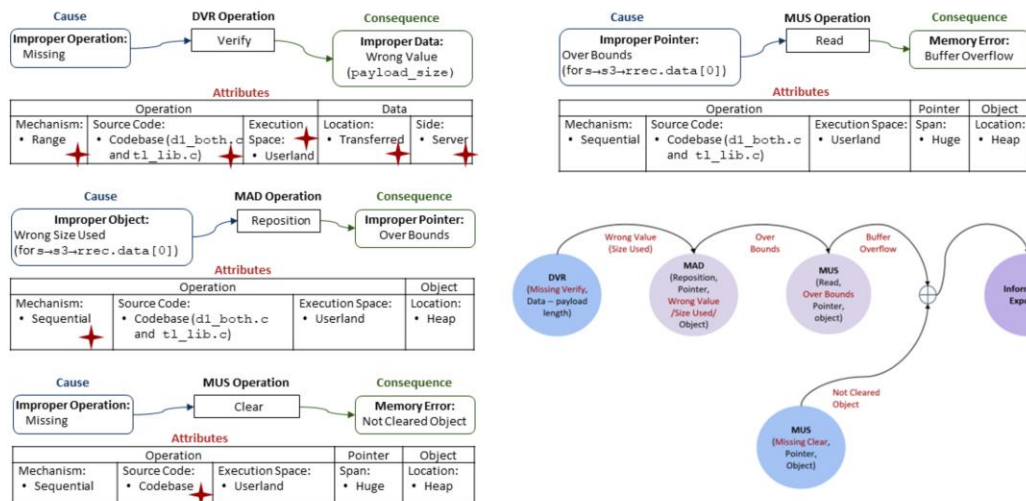 Cause
DVR Operation
Consequence
Improper Operation:
Missing
Verify
Improper Data:
Wrong Value
(payload_size)
Attributes
Operation
Data
Mechanism:
• Range
Source Code:
• Codebase (d1_both.c
and t1_lib.c)
Execution
Space:
• Userland
Location:
• Transferred
Side:
• Server
Cause
MAD Operation
Consequence
Improper Object:
Wrong Size Used
(for s→s3→rrec.data[0])
Reposition
Improper Pointer:
Over Bounds
Attributes
Operation
Object
Mechanism:
• Sequential
Source Code:
• Codebase (d1_both.c
and t1_lib.c)
Execution Space:
• Userland
Location:
• Heap
Cause
MUS Operation
Consequence
Improper Operation:
Missing
Clear
Memory Error:
Not Cleared Object
Attributes
Operation
Pointer
Object
Mechanism:
• Sequential
Source Code:
• Codebase
Execution Space:
• Userland
Span:
• Huge
Location:
• Heap
Cause
MUS Operation
Consequence
Improper Pointer:
Over Bounds
(for s→s3→rrec.data[0])
Read
Memory Error:
Buffer Overflow
Attributes
Operation
Pointer
Object
Mechanism:
• Sequential
Source Code:
• Codebase (d1_both.c
and t1_lib.c)
Execution Space:
• Userland
Span:
• Huge
Location:
• Heap
Wrong Value
(Size Used)
Over
Bounds
Buffer
Overflow
DVR
(Missing Verify,
Data – payload
length)
MAD
(Reposition,
Pointer,
Wrong Value
/Size Used/
Object)
MUS
(Read,
Over Bounds
Pointer,
object)
Inform
Expo
Not Cleared
Object
MUS
(Missing Clear,
Pointer,
Object)